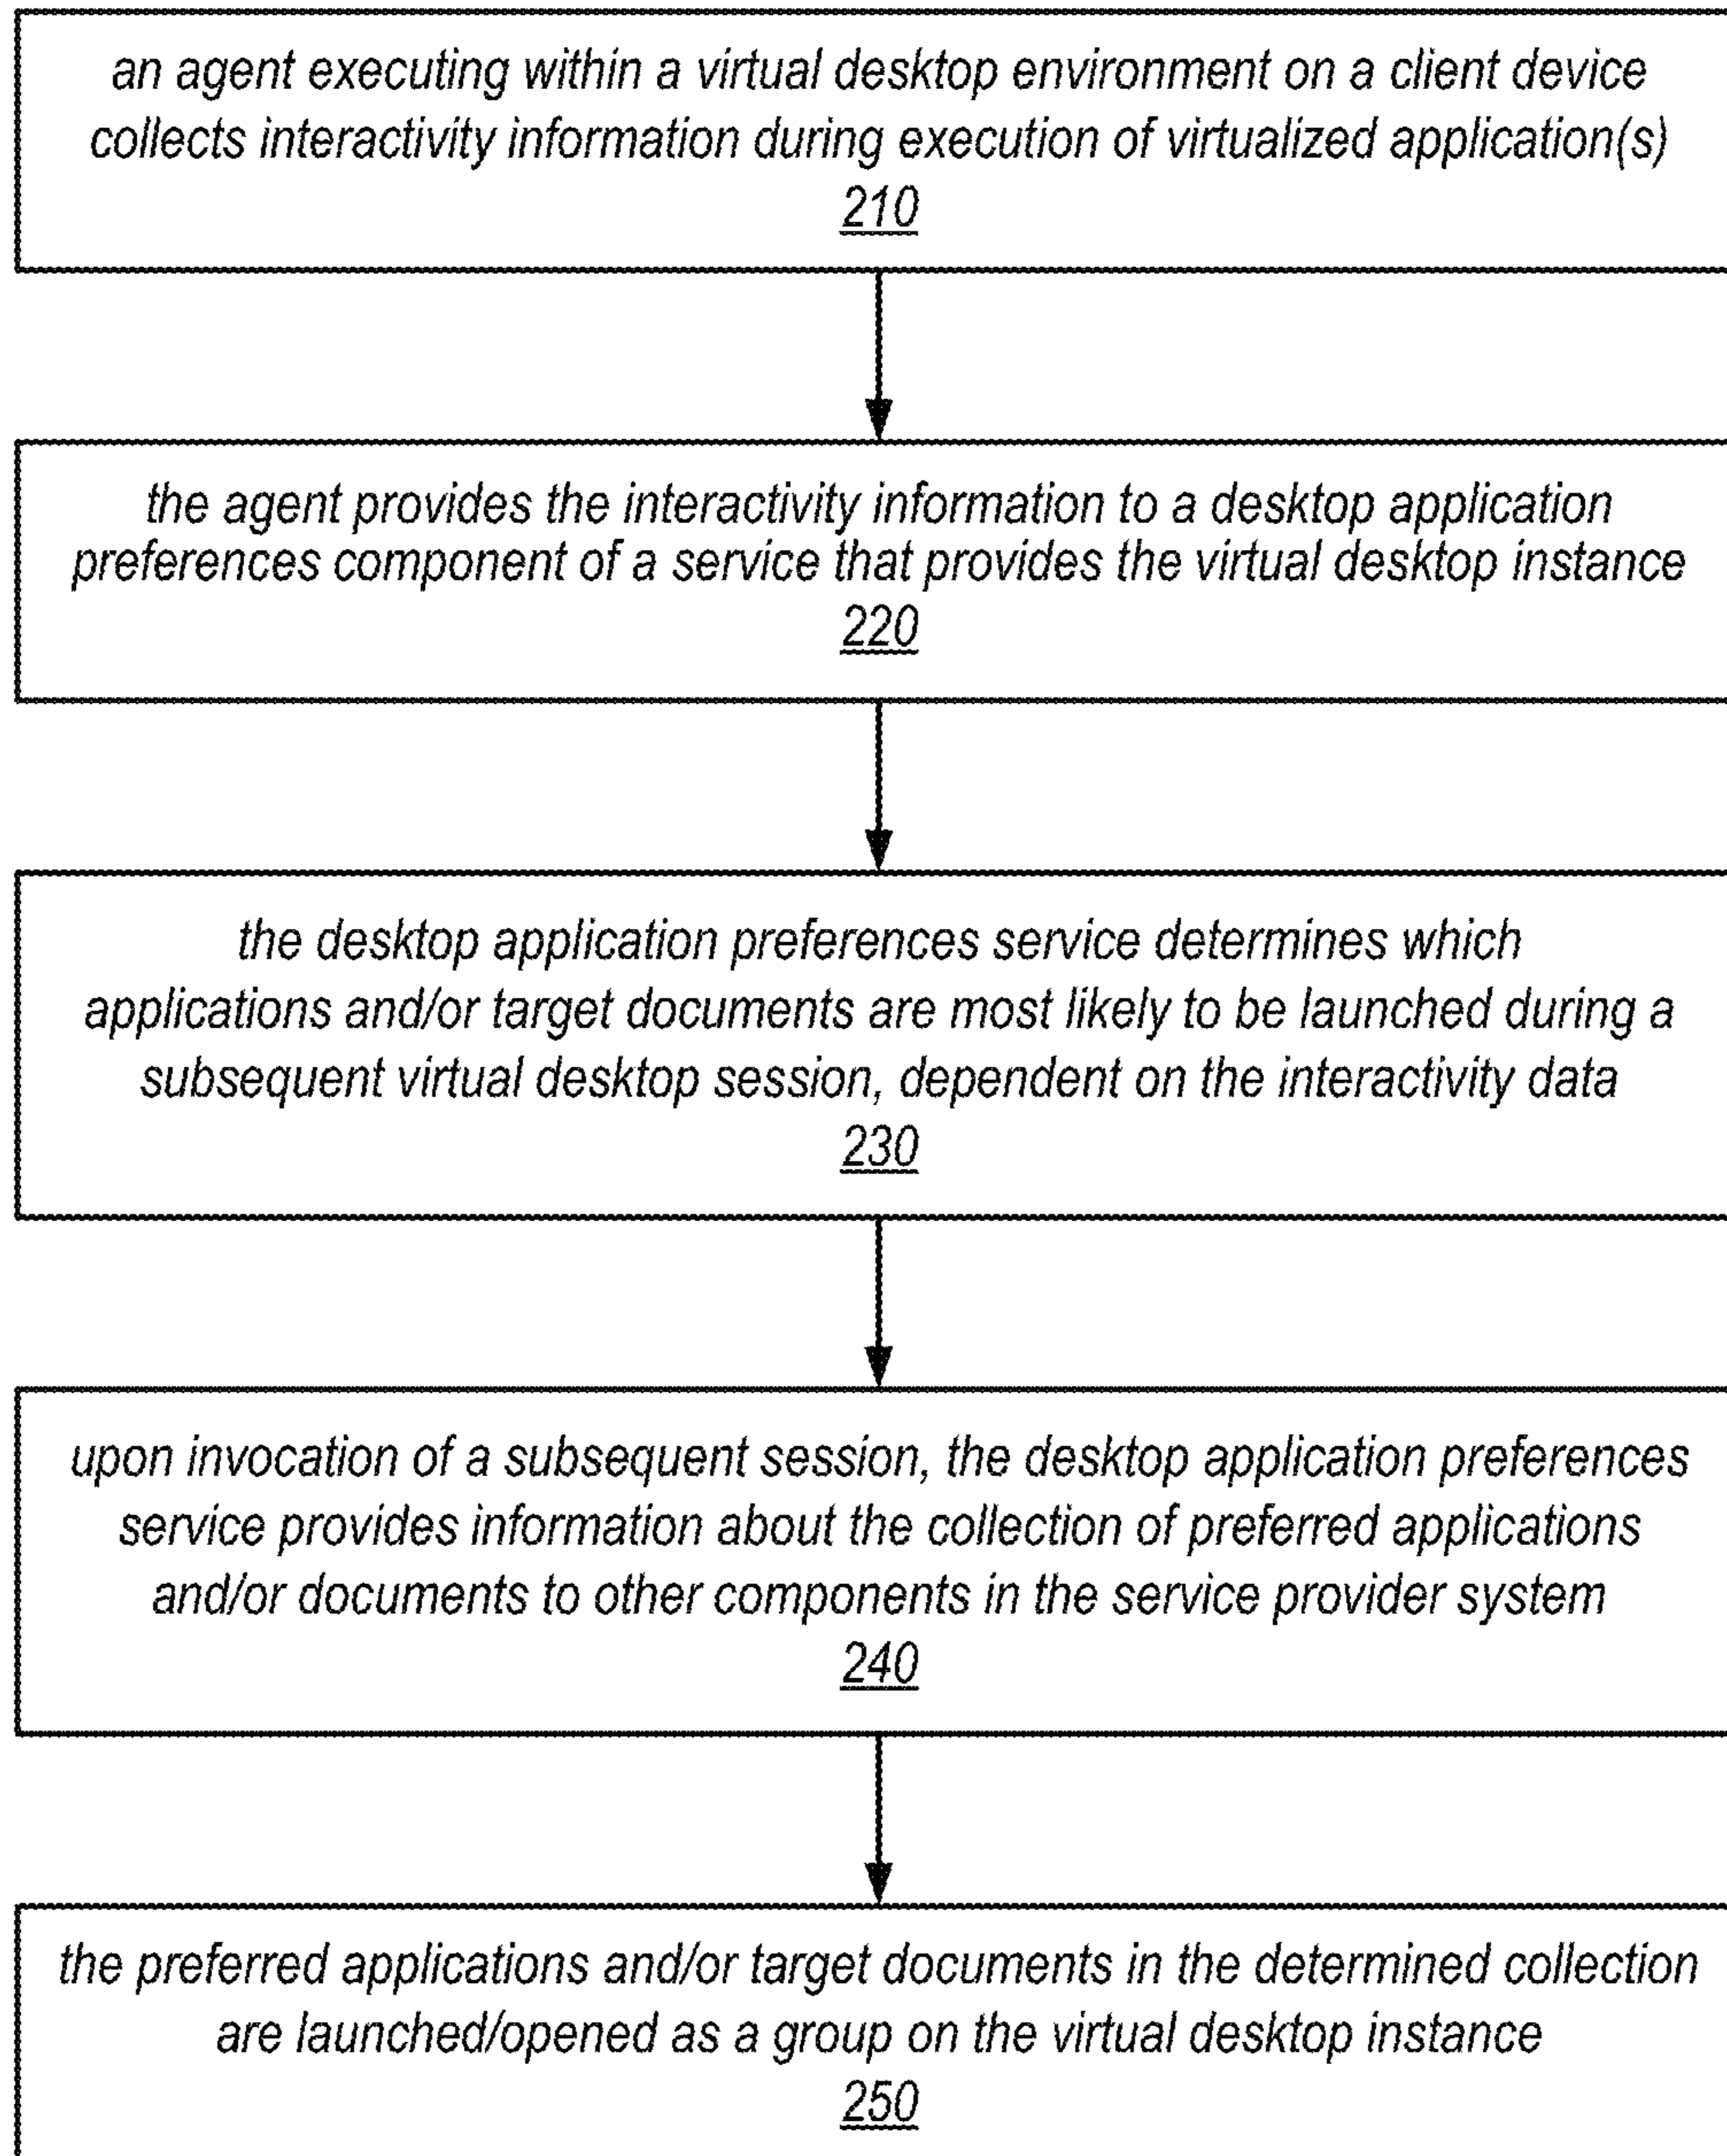 an agent executing within a virtual desktop environment on a client device
collects interactivity information during execution of virtualized application(s)
210
the agent provides the interactivity information to a desktop application
preferences component of a service that provides the virtual desktop instance
220
the desktop application preferences service determines which
applications and/or target documents are most likely to be launched during a
subsequent virtual desktop session, dependent on the interactivity data
230
upon invocation of a subsequent session, the desktop application preferences
service provides information about the collection of preferred applications
and/or documents to other components in the service provider system
240
the preferred applications and/or target documents in the determined collection
are launched/opened as a group on the virtual desktop instance
250